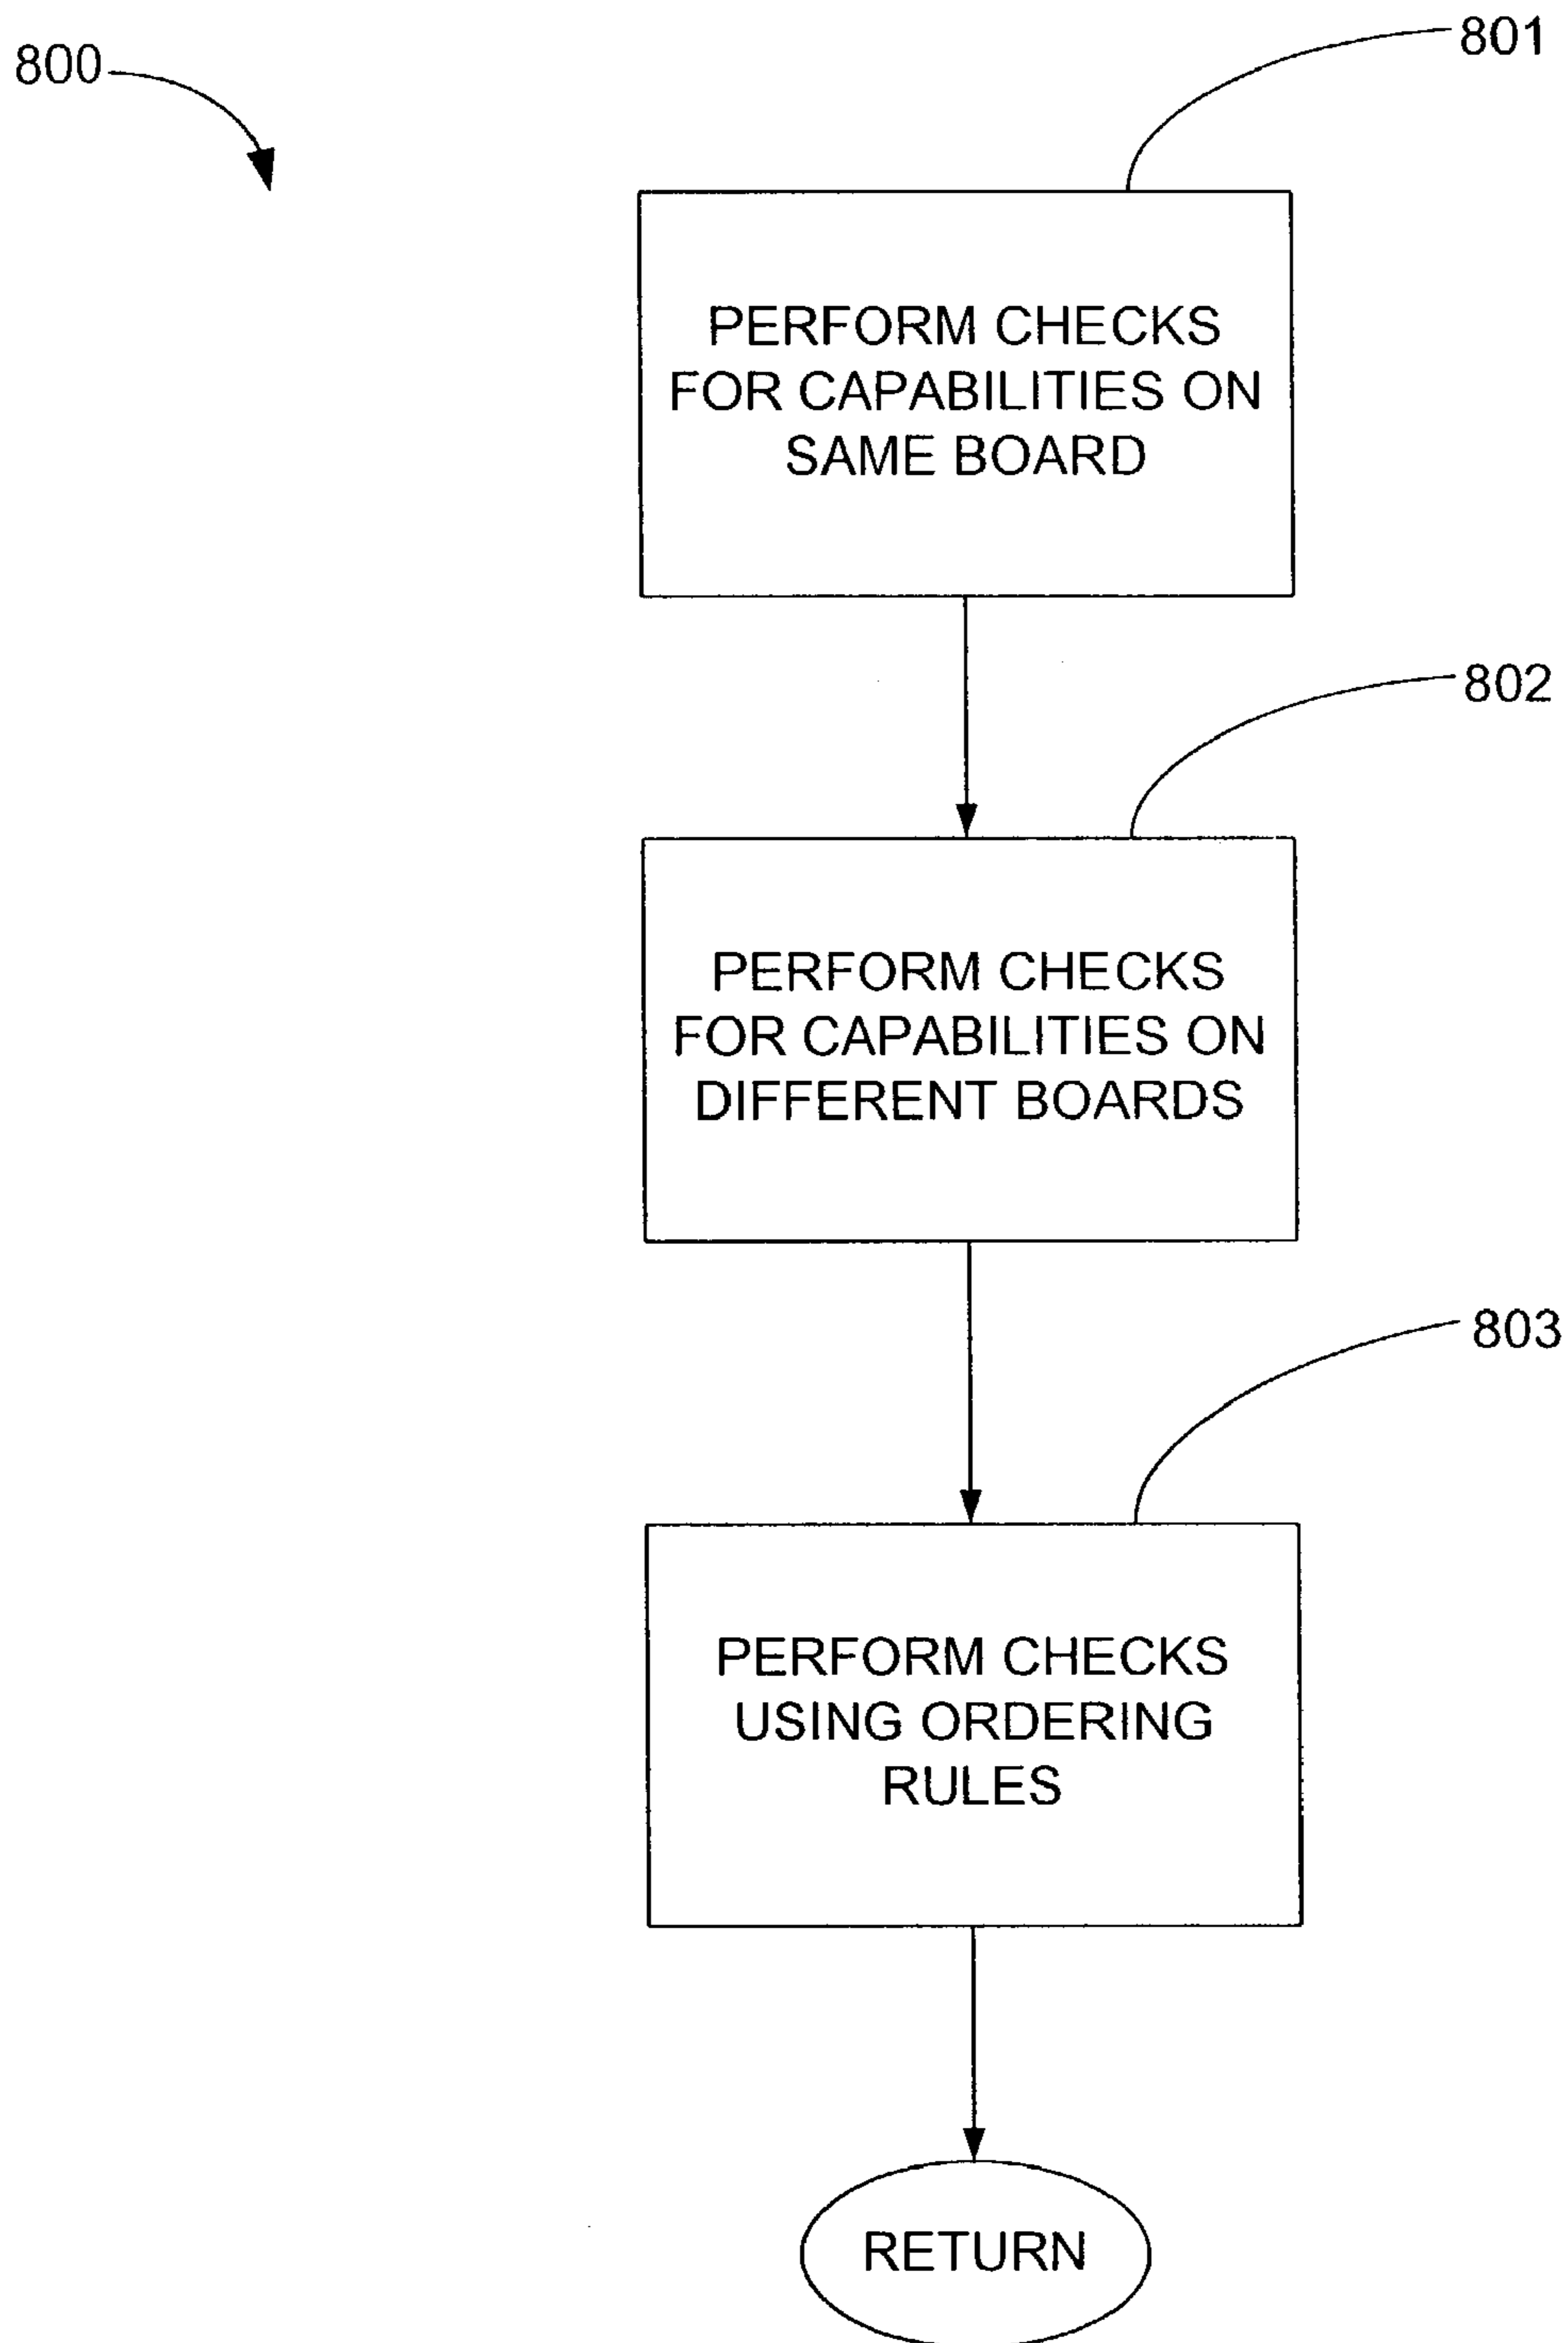 800
801
PERFORM CHECKS
FOR CAPABILITIES ON
SAME BOARD
802
PERFORM CHECKS
FOR CAPABILITIES ON
DIFFERENT BOARDS
803
PERFORM CHECKS
USING ORDERING
RULES
RETURN